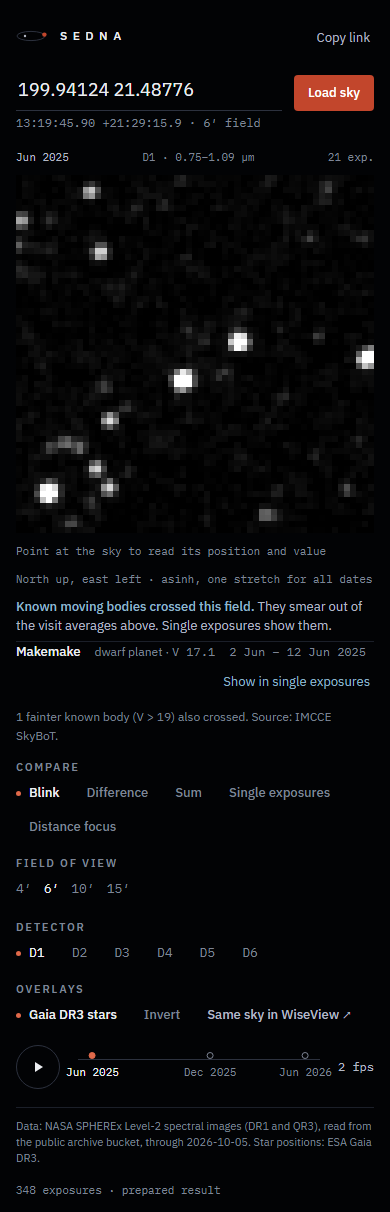 SEDNA
Copy link
199.94124 21.48776
Load sky
13:19:45.90 +21:29:15.9 · 6′ field
Jun 2025 D1 · 0.75–1.09 µm 21 exp.
Point at the sky to read its position and value
North up, east left · asinh, one stretch for all dates
Known moving bodies crossed this field. They smear out of
the visit averages above. Single exposures show them.
Makemake dwarf planet · V 17.1 2 Jun – 12 Jun 2025
Show in single exposures
1 fainter known body (V > 19) also crossed. Source: IMCCE
SkyBoT.
COMPARE
Blink Difference Sum Single exposures
Distance focus
FIELD OF VIEW
4′ 6′ 10′ 15′
DETECTOR
D1 D2 D3 D4 D5 D6
OVERLAYS
Gaia DR3 stars Invert Same sky in WiseView ↗
Jun 2025 Dec 2025 Jun 2026 2 fps
Data: NASA SPHEREx Level-2 spectral images (DR1 and QR3), read from
the public archive bucket, through 2026-10-05. Star positions: ESA Gaia
DR3.
348 exposures · prepared result